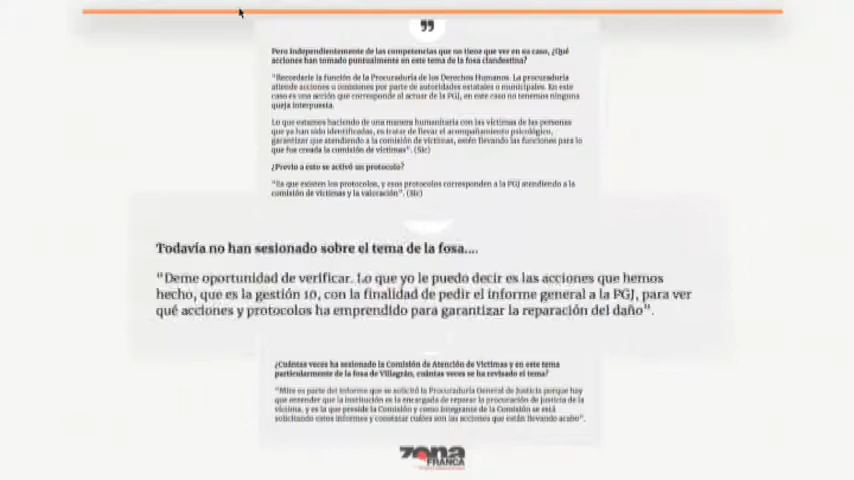 ”
Pero independientemente de las competencias que no tiene que ver en su caso, ¿Qué
acciones han tomado puntualmente en este tema de la fosa clandestina?
"Recordarle la función de la Procuraduría de los Derechos Humanos. La procuraduría
atiende acciones u omisiones por parte de autoridades estatales o municipales. En este
caso es una acción que corresponde al actuar de la PGJ, en este caso no tenemos ninguna
queja interpuesta.
Lo que estamos haciendo de una manera humanitaria con las víctimas de las personas
que ya han sido identificadas, es tratar de llevar el acompañamiento psicológico,
garantizar que atendiendo a la comisión de víctimas, estén llevando las funciones para lo
que fue creada la comisión de víctimas". (Sic)
¿Previo a esto se activó un protocolo?
"Ya que existen los protocolos, y esos protocolos corresponden a la PGJ atendiendo a la
comisión de víctimas y la valoración". (Sic)
Todavía no han sesionado sobre el tema de la fosa....
"Deme oportunidad de verificar. Lo que yo le puedo decir es las acciones que hemos
hecho, que es la gestión 10, con la finalidad de pedir el informe general a la PGJ, para ver
qué acciones y protocolos ha emprendido para garantizar la reparación del daño".
¿Cuántas veces ha sesionado la Comisión de Atención de Víctimas y en este tema
particularmente de la fosa de Villagrán, cuántas veces se ha revisado el tema?
"Mire es parte del informe que se solicitó la Procuraduría General de Justicia porque hay
que entender que la institución es la encargada de reparar la procuración de justicia de la
víctima, y es la que preside la Comisión y como integrante de la Comisión se está
solicitando estos informes y constatar cuáles son las acciones que están llevando acabo".
ZONA
FRANCA